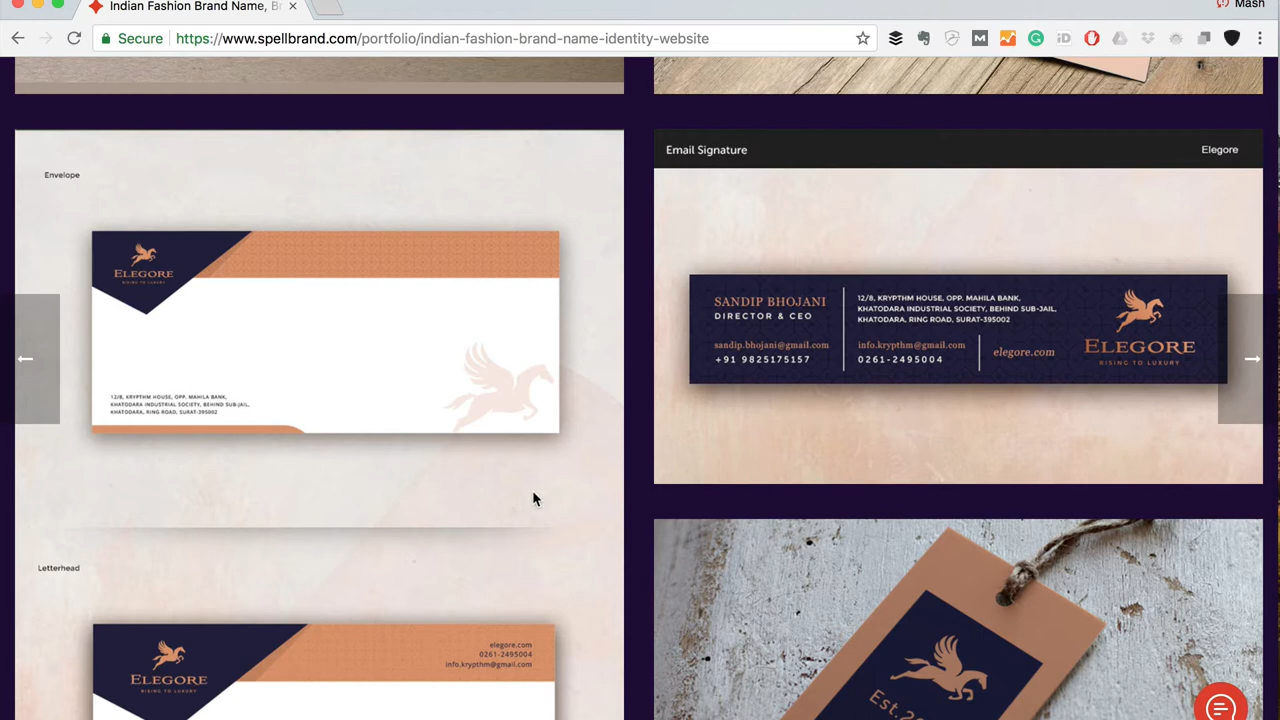 Indian Fashion Brand Name, Br
Mash
Secure
https://www.spellbrand.com/portfolio/indian-fashion-brand-name-identity-website
Envelope
ELEGORE
RISING TO LUXURY
12/8, KRYPTHM HOUSE, OPP. MAHILA BANK,
KHATODARA INDUSTRIAL SOCIETY, BEHIND SUB-JAIL,
KHATODARA, RING ROAD, SURAT-395002
Email Signature
Elegore
SANDIP BHOJANI
DIRECTOR & CEO
sandip.bhojani@gmail.com
+91 9825175157
12/8, KRYPTHM HOUSE, OPP. MAHILA BANK,
KHATODARA INDUSTRIAL SOCIETY, BEHIND SUB-JAIL,
KHATODARA, RING ROAD, SURAT-395002
info.krypthm@gmail.com
0261-2495004
elegore.com
ELEGORE
RISING TO LUXURY
Letterhead
ELEGORE
RISING TO LUXURY
elegore.com
0261-2495004
info.krypthm@gmail.com
Est.